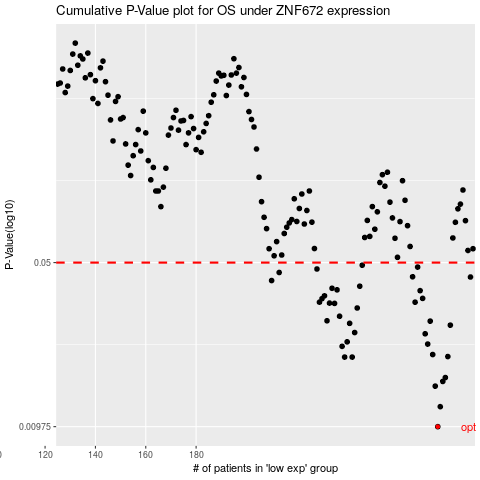 Cumulative P-Value plot for OS under ZNF672 expression
P-Value(log10)
0.05
0.00975
opt
0
120
140
160
180
# of patients in 'low exp' group